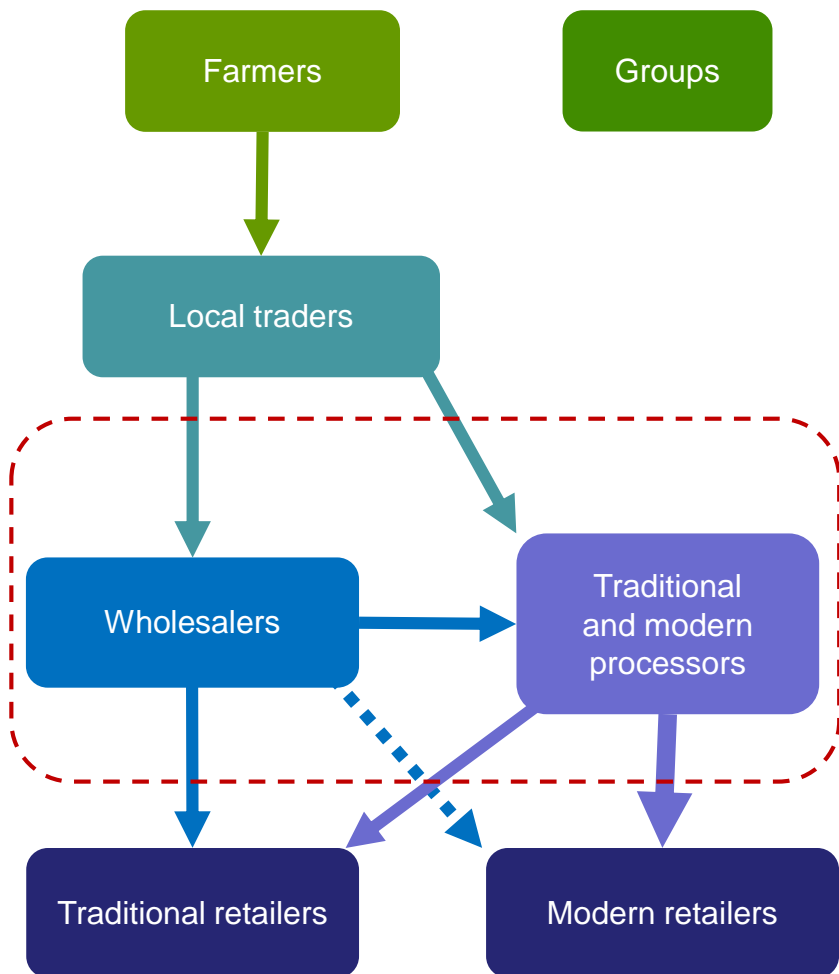 Farmers
Groups
Local traders
Wholesalers
Traditional
and modern
processors
Traditional retailers
Modern retailers